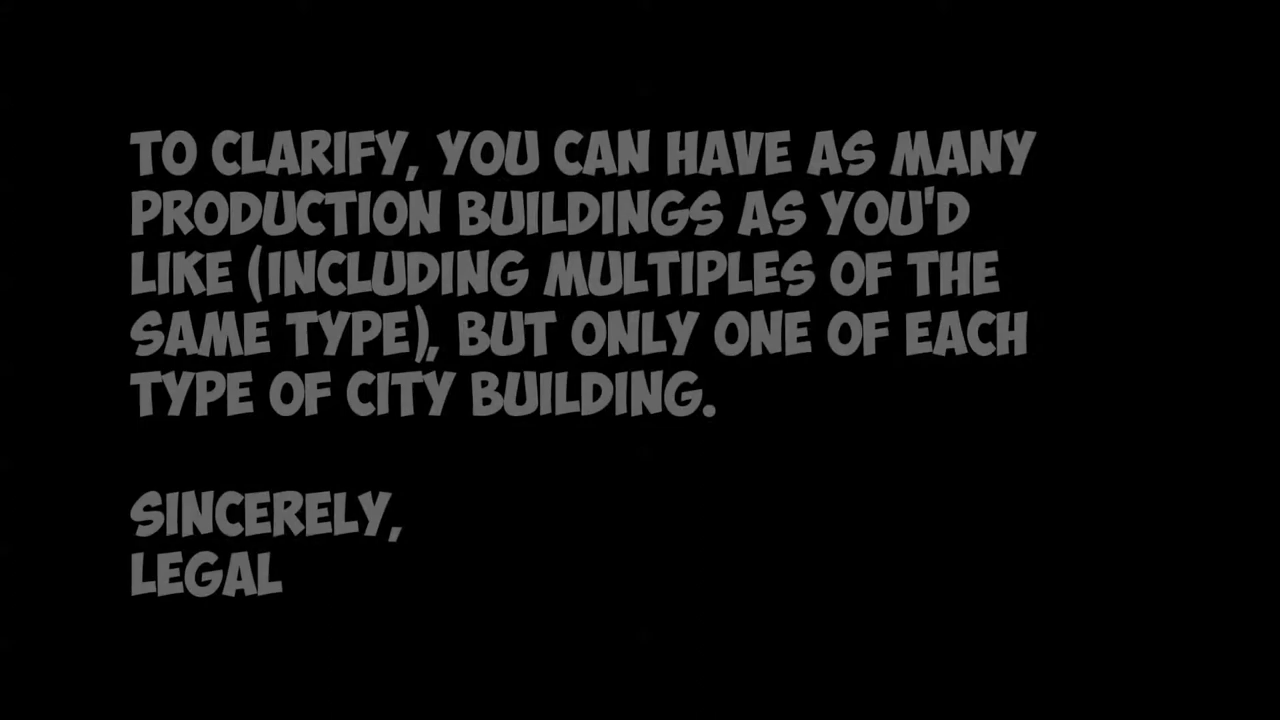 TO CLARIFY, YOU CAN HAVE AS MANY
PRODUCTION BUILDINGS AS YOU'D
LIKE (INCLUDING MULTIPLES OF THE
SAME TYPE), BUT ONLY ONE OF EACH
TYPE OF CITY BUILDING.
SINCERELY,
LEGAL